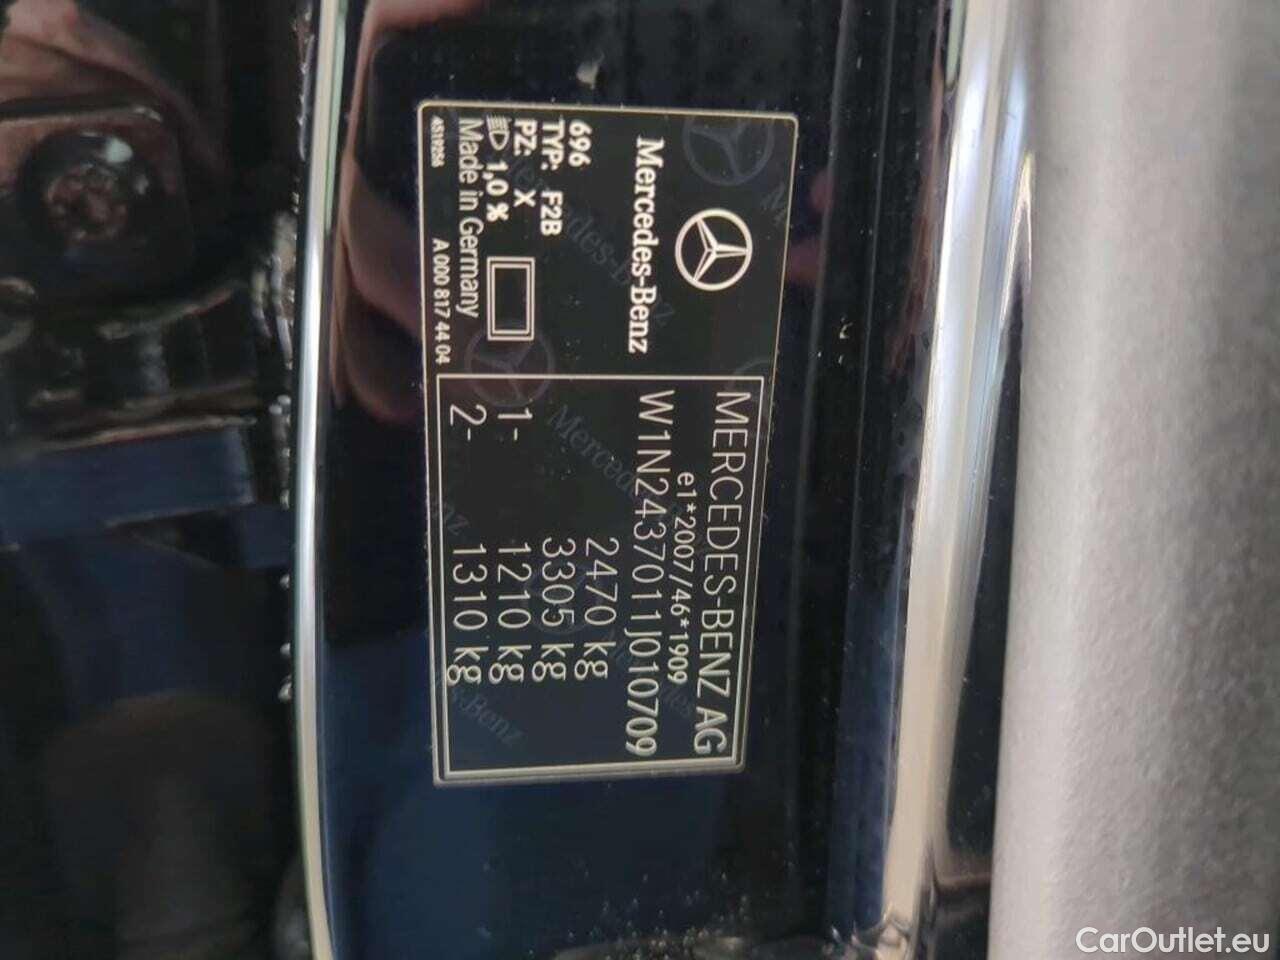 Mercedes-Benz
696
TYP: F2B
PZ: X
1,0 %
Made in Germany
4519256
A 000 817 44 04
MERCEDES-BENZ AG
e1*2007/46*1909
W1N2437011J010709
2470 kg
3305 kg
1- 1210 kg
2- 1310 kg
CarOutlet.eu